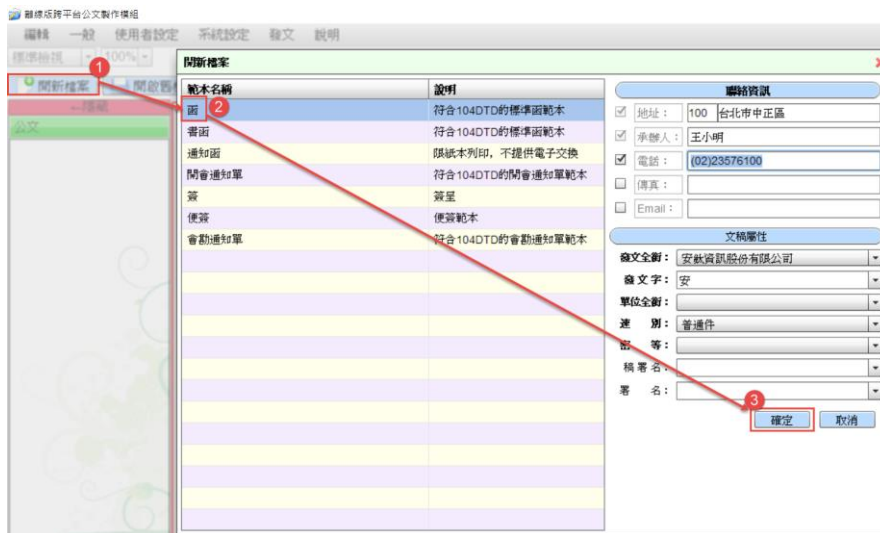 離線版跨平台公文製作模組
編輯 一般 使用者設定 系統設定 發文 說明
標準檢視 100%
1
開新檔案 開啟舊
←隱藏
公文
開新檔案
範本名稱 說明
函 2 符合104DTD的標準函範本
書函 符合104DTD的標準函範本
通知函 限紙本列印，不提供電子交換
開會通知單 符合104DTD的開會通知單範本
簽 簽呈
便簽 便簽範本
會勘通知單 符合104DTD的會勘通知單範本
聯絡資訊
地址： 100 台北市中正區
承辦人： 王小明
電話： (02)23576100
傳真：
Email：
文稿屬性
發文全銜： 安歆資訊股份有限公司
發文字： 安
單位全銜：
速 別： 普通件
密 等：
稿署名：
署 名：
3
確定 取消